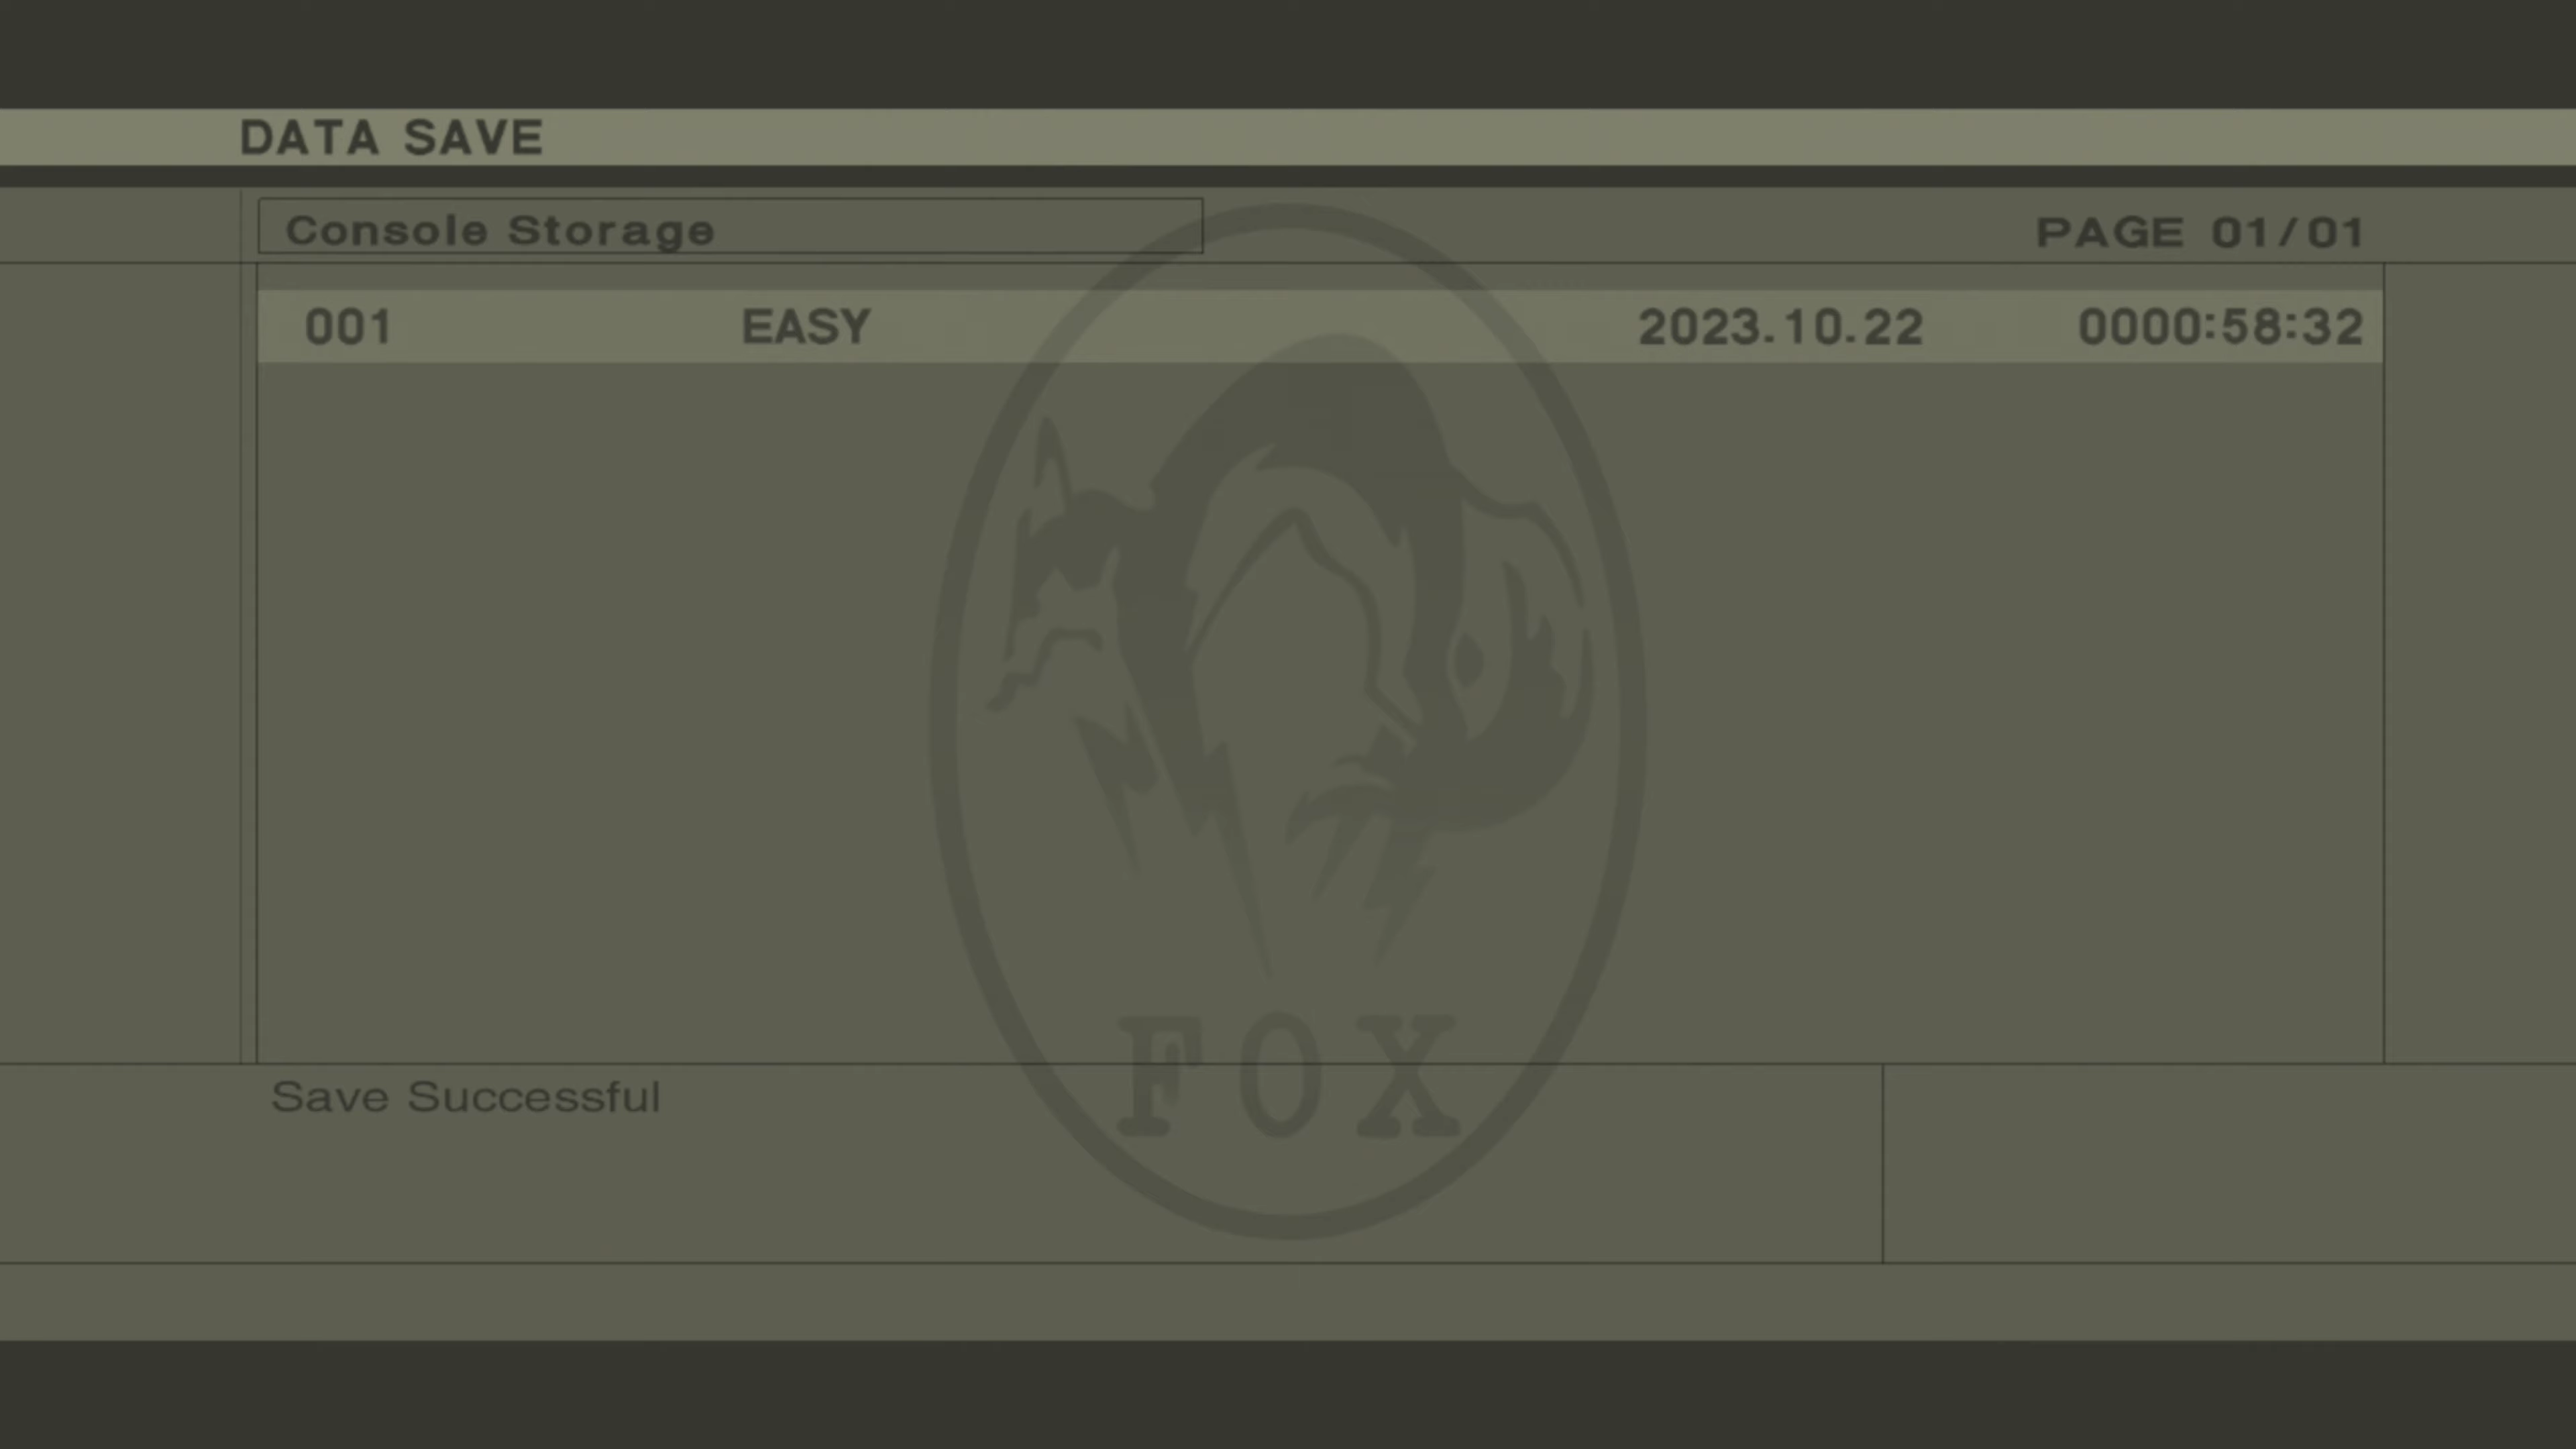 DATA SAVE
Console Storage PAGE 01/01
001 EASY 2023.10.22 0000:58:32
FOX
Save Successful